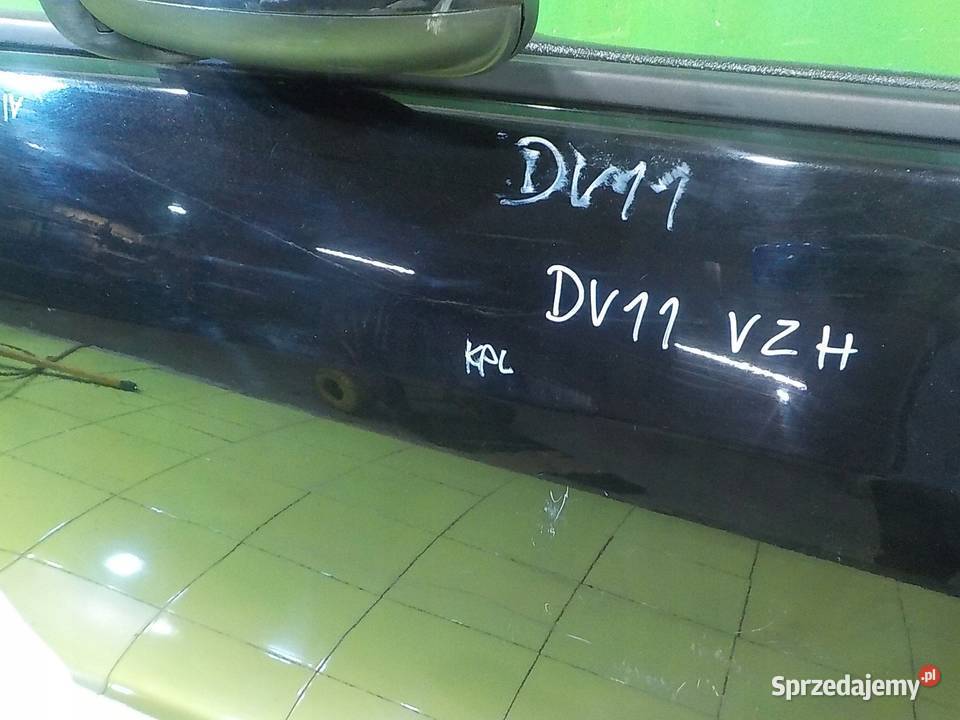 DV11
DV11 VZH
KPL
Sprzedajemy.pl